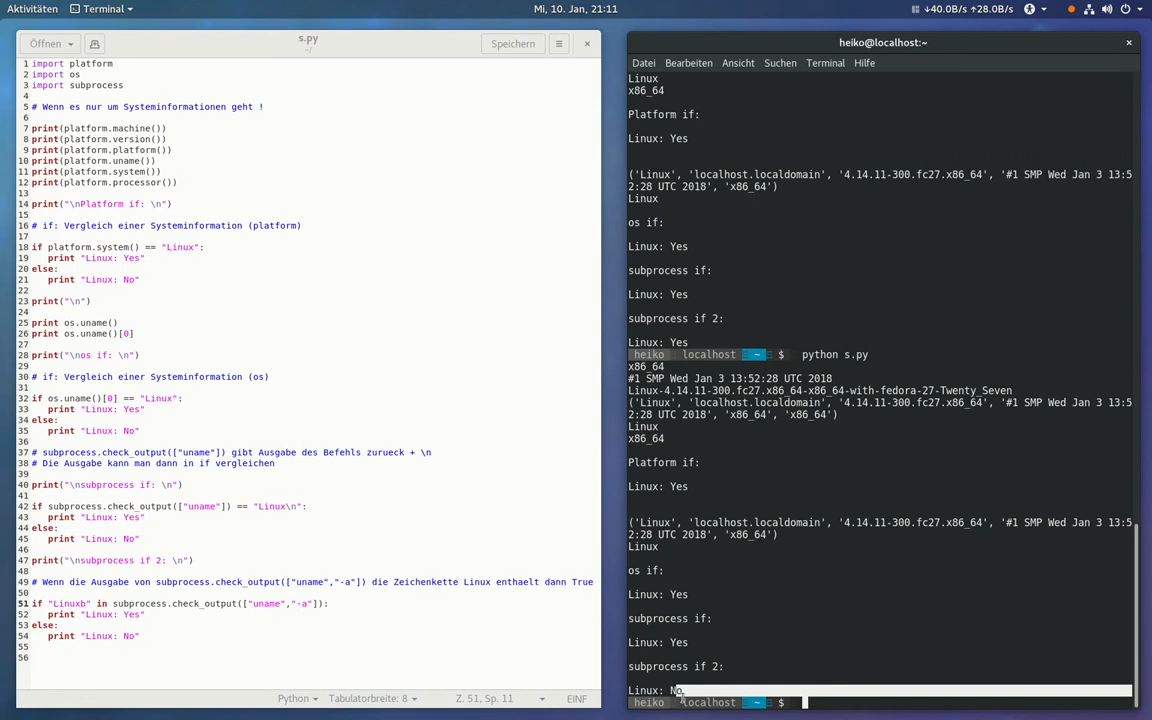 Aktivitäten
Terminal
Mi, 10. Jan, 21:11
↓40.0B/s ↑28.0B/s
Öffnen
s.py
~/
Speichern
1 import platform
2 import os
3 import subprocess
4
5 # Wenn es nur um Systeminformationen geht !
6
7 print(platform.machine())
8 print(platform.version())
9 print(platform.platform())
10 print(platform.uname())
11 print(platform.system())
12 print(platform.processor())
13
14 print("\nPlatform if: \n")
15
16 # if: Vergleich einer Systeminformation (platform)
17
18 if platform.system() == "Linux":
19    print "Linux: Yes"
20 else:
21    print "Linux: No"
22
23 print("\n")
24
25 print os.uname()
26 print os.uname()[0]
27
28 print("\nos if: \n")
29
30 # if: Vergleich einer Systeminformation (os)
31
32 if os.uname()[0] == "Linux":
33    print "Linux: Yes"
34 else:
35    print "Linux: No"
36
37 # subprocess.check_output(["uname"]) gibt Ausgabe des Befehls zurueck + \n
38 # Die Ausgabe kann man dann in if vergleichen
39
40 print("\nsubprocess if: \n")
41
42 if subprocess.check_output(["uname"]) == "Linux\n":
43    print "Linux: Yes"
44 else:
45    print "Linux: No"
46
47 print("\nsubprocess if 2: \n")
48
49 # Wenn die Ausgabe von subprocess.check_output(["uname","-a"]) die Zeichenkette Linux enthaelt dann True
50
51 if "Linuxb" in subprocess.check_output(["uname","-a"]):
52    print "Linux: Yes"
53 else:
54    print "Linux: No"
55
56
Python
Tabulatorbreite: 8
Z. 51, Sp. 11
EINF
heiko@localhost:~
Datei Bearbeiten Ansicht Suchen Terminal Hilfe
Linux
x86_64
Platform if:
Linux: Yes
('Linux', 'localhost.localdomain', '4.14.11-300.fc27.x86_64', '#1 SMP Wed Jan 3 13:5
2:28 UTC 2018', 'x86_64')
Linux
os if:
Linux: Yes
subprocess if:
Linux: Yes
subprocess if 2:
Linux: Yes
heiko localhost ~ $ python s.py
x86_64
#1 SMP Wed Jan 3 13:52:28 UTC 2018
Linux-4.14.11-300.fc27.x86_64-x86_64-with-fedora-27-Twenty_Seven
('Linux', 'localhost.localdomain', '4.14.11-300.fc27.x86_64', '#1 SMP Wed Jan 3 13:5
2:28 UTC 2018', 'x86_64', 'x86_64')
Linux
x86_64
Platform if:
Linux: Yes
('Linux', 'localhost.localdomain', '4.14.11-300.fc27.x86_64', '#1 SMP Wed Jan 3 13:5
2:28 UTC 2018', 'x86_64')
Linux
os if:
Linux: Yes
subprocess if:
Linux: Yes
subprocess if 2:
Linux: No
heiko localhost ~ $